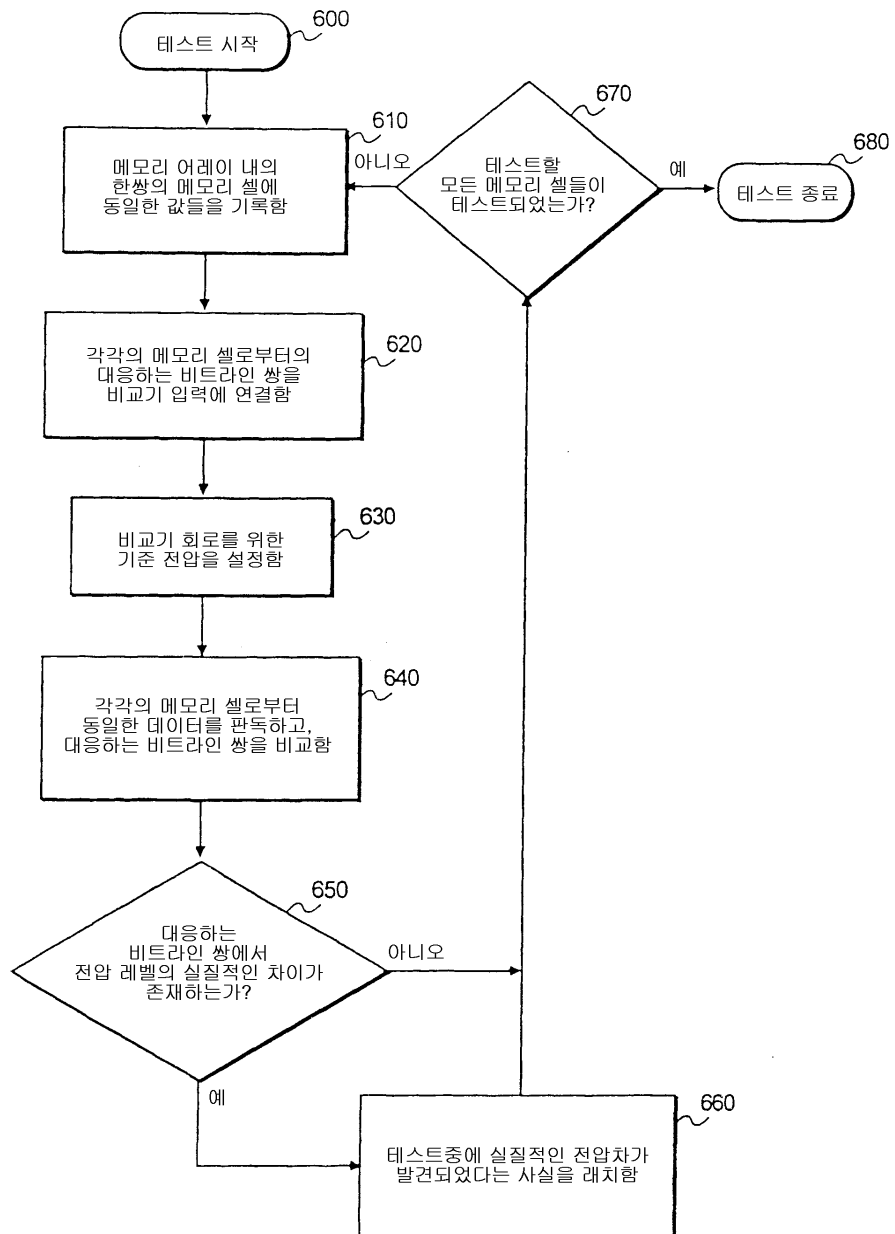 테스트 시작
600
610
메모리 어레이 내의
한쌍의 메모리 셀에
동일한 값들을 기록함
아니오
670
테스트할
모든 메모리 셀들이
테스트되었는가?
예
680
테스트 종료
620
각각의 메모리 셀로부터의
대응하는 비트라인 쌍을
비교기 입력에 연결함
630
비교기 회로를 위한
기준 전압을 설정함
640
각각의 메모리 셀로부터
동일한 데이터를 판독하고,
대응하는 비트라인 쌍을 비교함
650
대응하는
비트라인 쌍에서
전압 레벨의 실질적인 차이가
존재하는가?
아니오
예
660
테스트중에 실질적인 전압차가
발견되었다는 사실을 래치함